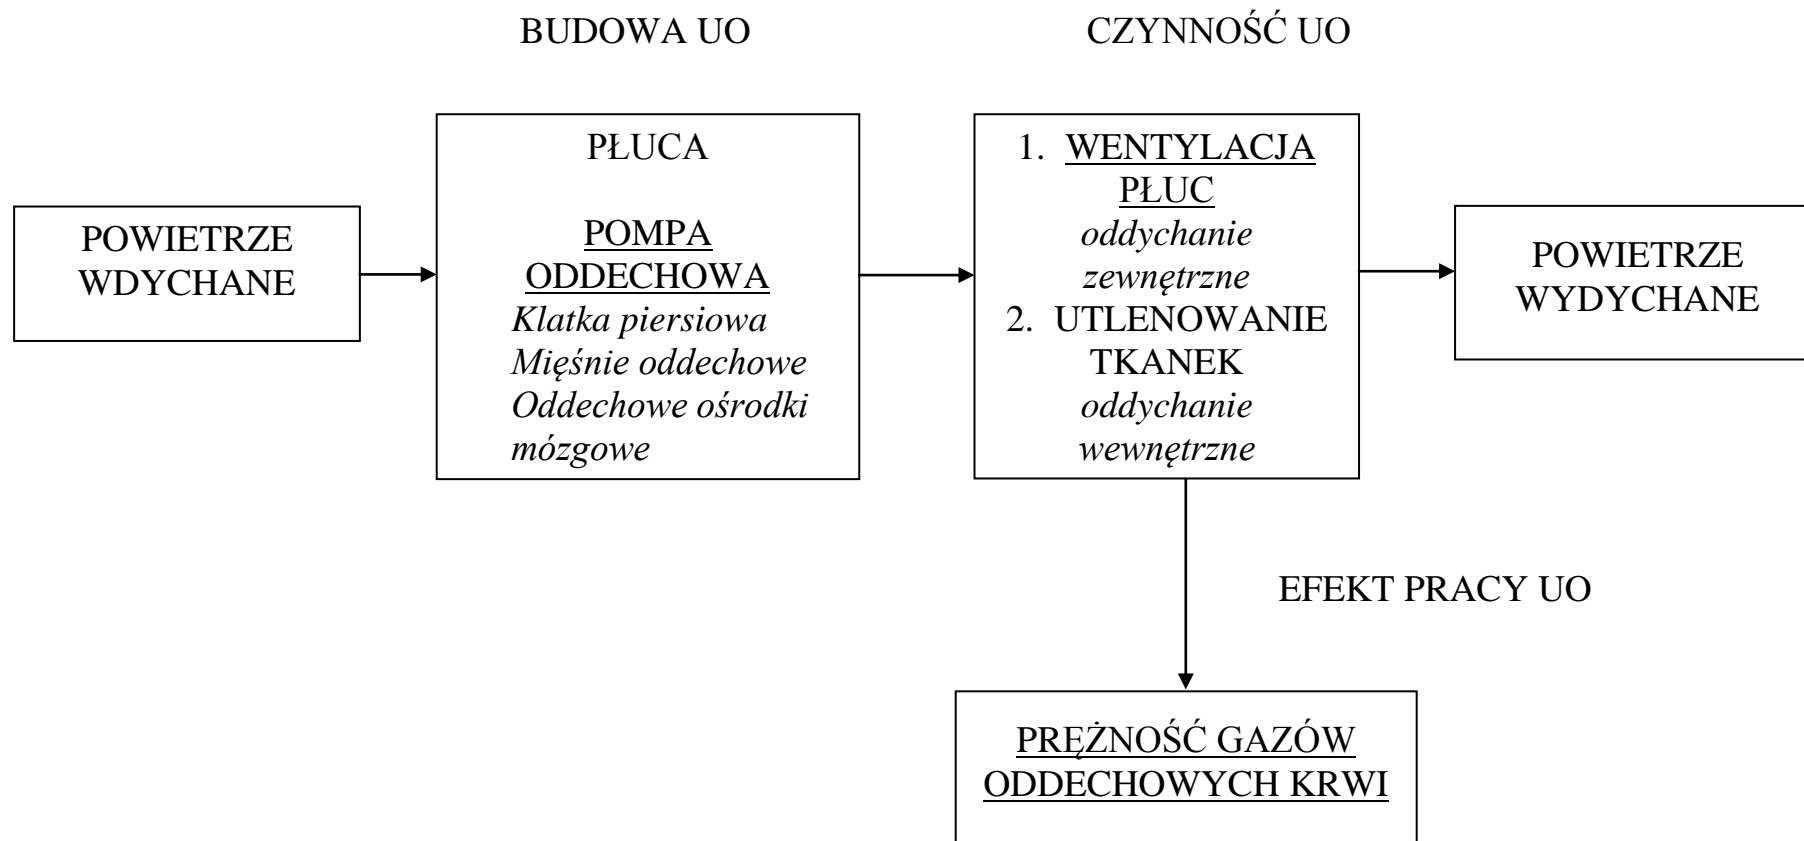 BUDOWA UO
CZYNNOŚĆ UO
POWIETRZE
WDYCHANE
PŁUCA
POMPA
ODDECHOWA
Klatka piersiowa
Mięśnie oddechowe
Oddechowe ośrodki
mózgowe
1. WENTYLACJA
PŁUC
oddychanie
zewnętrzne
2. UTLENOWANIE
TKANEK
oddychanie
wewnętrzne
POWIETRZE
WYDYCHANE
EFEKT PRACY UO
PRĘŻNOŚĆ GAZÓW
ODDECHOWYCH KRWI